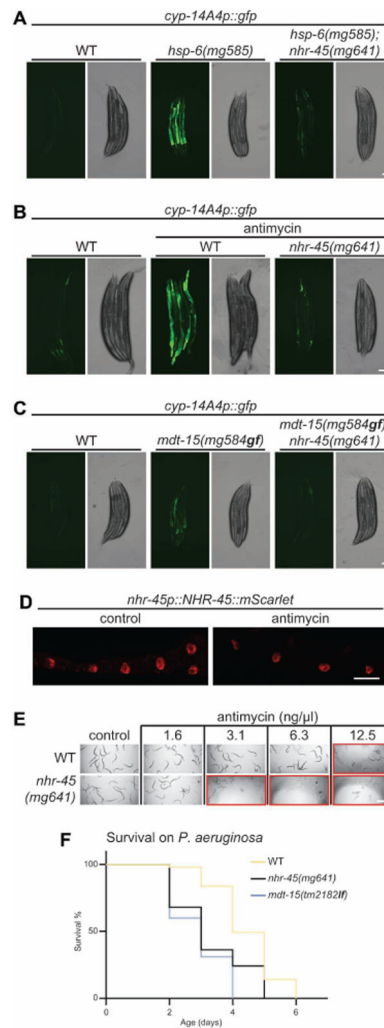 A
cyp-14A4p::gfp
WT
hsp-6(mg585)
hsp-6(mg585);
nhr-45(mg641)
B
cyp-14A4p::gfp
antimycin
WT
WT
nhr-45(mg641)
C
cyp-14A4p::gfp
WT
mdt-15(mg584gf)
mdt-15(mg584gf)
nhr-45(mg641)
D
nhr-45p::NHR-45::mScarlet
control
antimycin
E
antimycin (ng/µl)
control
1.6
3.1
6.3
12.5
WT
nhr-45
(mg641)
F
Survival on P. aeruginosa
WT
nhr-45(mg641)
mdt-15(tm2182lf)
100
50
0
Survival %
0
2
4
6
Age (days)